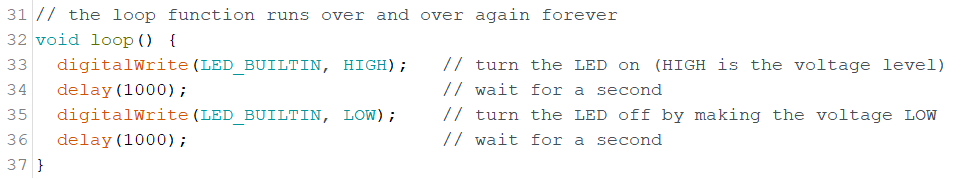 31 // the loop function runs over and over again forever
32 void loop() {
33   digitalWrite(LED_BUILTIN, HIGH);   // turn the LED on (HIGH is the voltage level)
34   delay(1000);                       // wait for a second
35   digitalWrite(LED_BUILTIN, LOW);    // turn the LED off by making the voltage LOW
36   delay(1000);                       // wait for a second
37 }